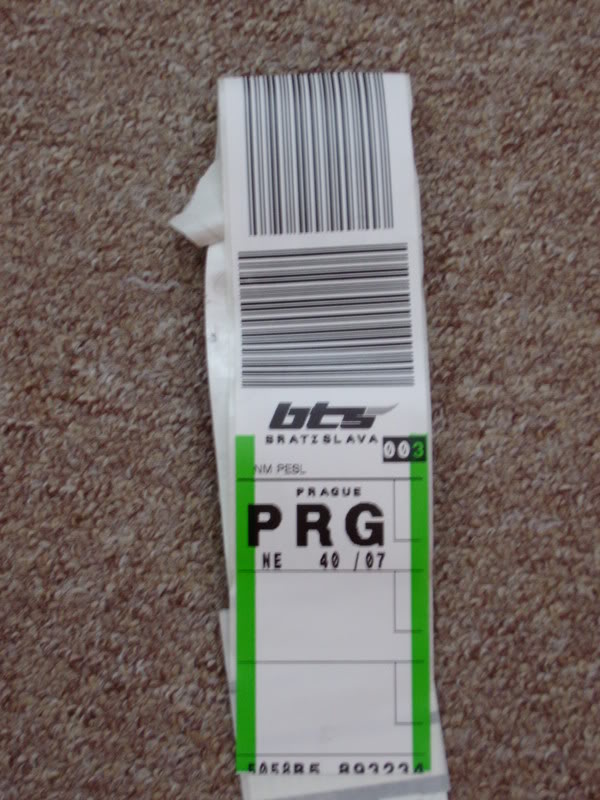 bts
BRATISLAVA
003
NM PESL
PRAGUE
PRG
NE 40 /07